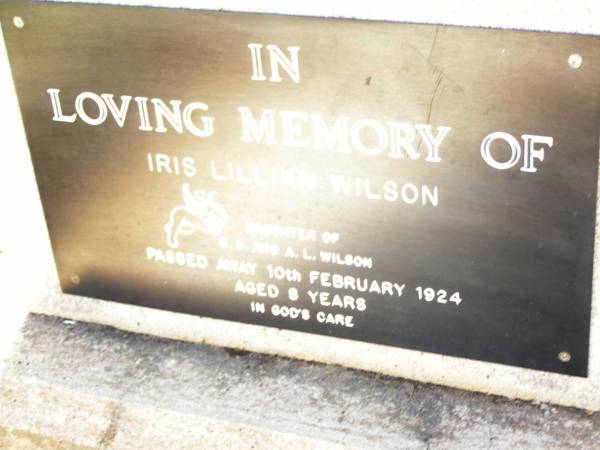 IN
LOVING MEMORY OF
IRIS LILLIAN WILSON
DAUGHTER OF
AND A. L. WILSON
PASSED AWAY 10th FEBRUARY 1924
AGED 8 YEARS
IN GOD'S CARE